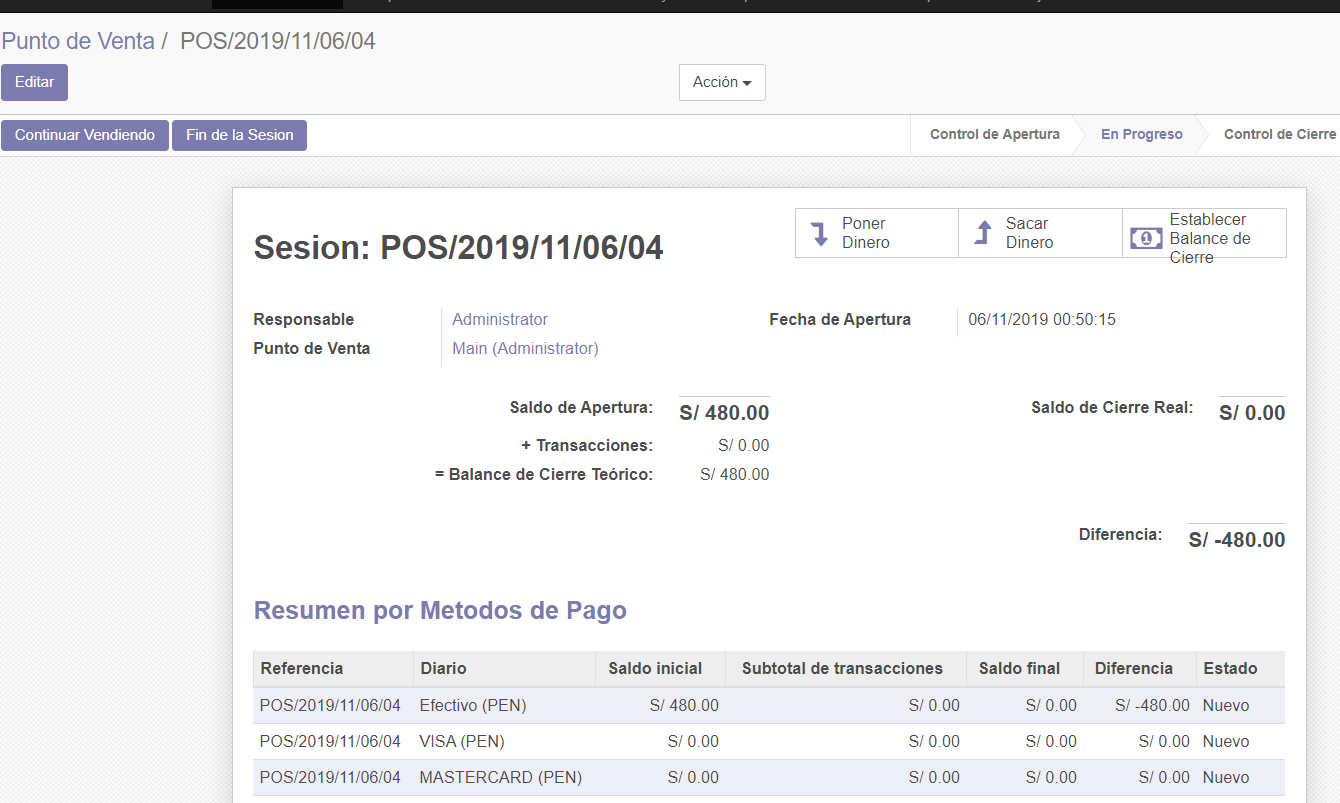 Punto de Venta / POS/2019/11/06/04
Editar
Acción
Continuar Vendiendo
Fin de la Sesion
Control de Apertura
En Progreso
Control de Cierre
Poner
Dinero
Sacar
Dinero
Establecer
Balance de
Cierre
Sesion: POS/2019/11/06/04
Responsable Administrator
Fecha de Apertura 06/11/2019 00:50:15
Punto de Venta Main (Administrator)
Saldo de Apertura: S/ 480.00
Saldo de Cierre Real: S/ 0.00
+ Transacciones: S/ 0.00
= Balance de Cierre Teórico: S/ 480.00
Diferencia: S/ -480.00
Resumen por Metodos de Pago
Referencia Diario Saldo inicial Subtotal de transacciones Saldo final Diferencia Estado
POS/2019/11/06/04 Efectivo (PEN) S/ 480.00 S/ 0.00 S/ 0.00 S/ -480.00 Nuevo
POS/2019/11/06/04 VISA (PEN) S/ 0.00 S/ 0.00 S/ 0.00 S/ 0.00 Nuevo
POS/2019/11/06/04 MASTERCARD (PEN) S/ 0.00 S/ 0.00 S/ 0.00 S/ 0.00 Nuevo